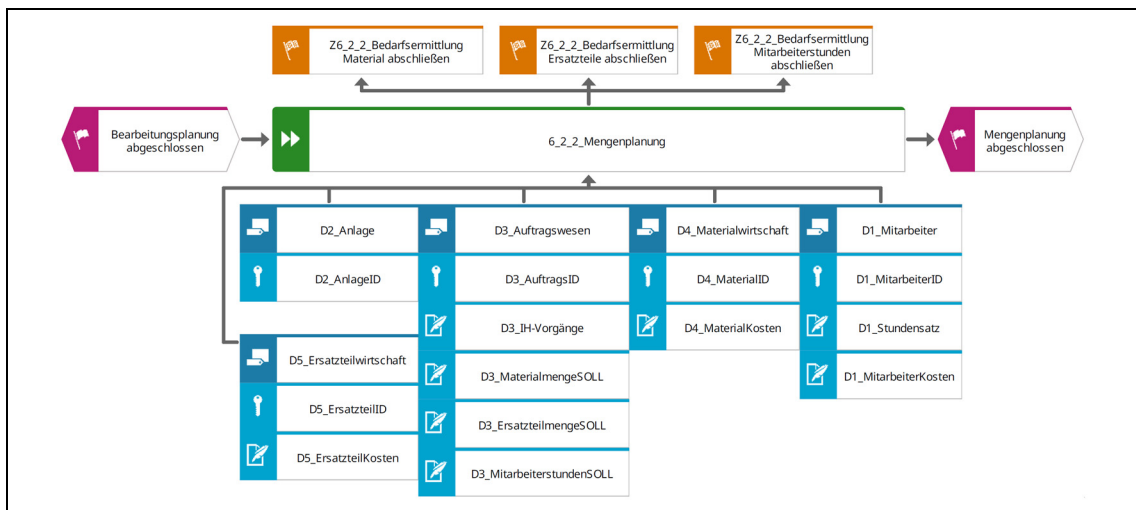 Z6_2_2_Bedarfsermittlung
Material abschließen
Z6_2_2_Bedarfsermittlung
Ersatzteile abschließen
Z6_2_2_Bedarfsermittlung
Mitarbeiterstunden
abschließen
Bearbeitungsplanung
abgeschlossen
6_2_2_Mengenplanung
Mengenplanung
abgeschlossen
D2_Anlage
D2_AnlageID
D3_Auftragswesen
D3_AuftragsID
D3_IH-Vorgänge
D3_MaterialmengeSOLL
D3_ErsatzteilmengeSOLL
D3_MitarbeiterstundenSOLL
D4_Materialwirtschaft
D4_MaterialID
D4_MaterialKosten
D1_Mitarbeiter
D1_MitarbeiterID
D1_Stundensatz
D1_MitarbeiterKosten
D5_Ersatzteilwirtschaft
D5_ErsatzteilID
D5_ErsatzteilKosten